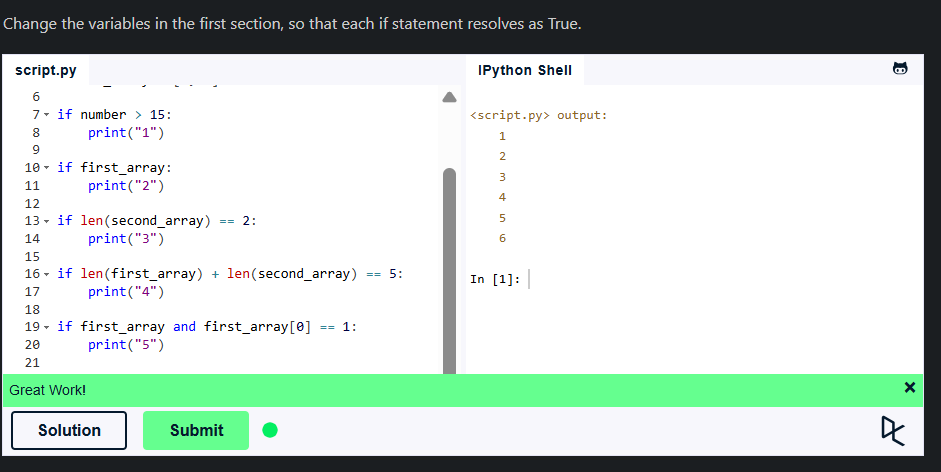 Change the variables in the first section, so that each if statement resolves as True.
script.py
6
7 if number > 15:
8 print("1")
9
10 if first_array:
11 print("2")
12
13 if len(second_array) == 2:
14 print("3")
15
16 if len(first_array) + len(second_array) == 5:
17 print("4")
18
19 if first_array and first_array[0] == 1:
20 print("5")
21
IPython Shell
<script.py> output:
1
2
3
4
5
6
In [1]:
Great Work!
Solution
Submit